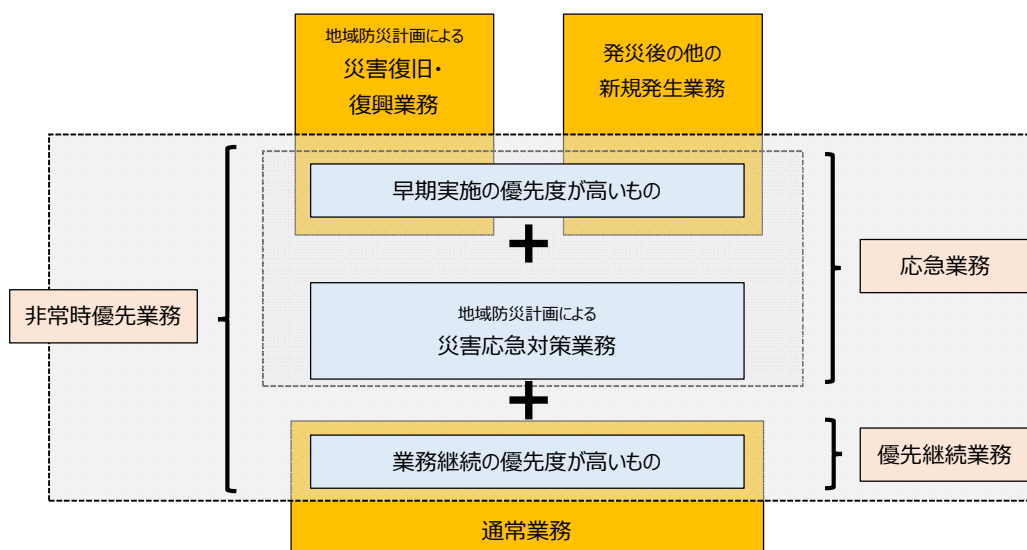 地域防災計画による
災害復旧・
復興業務
発災後の他の
新規発生業務
早期実施の優先度が高いもの
+
応急業務
非常時優先業務
地域防災計画による
災害応急対策業務
+
業務継続の優先度が高いもの
優先継続業務
通常業務